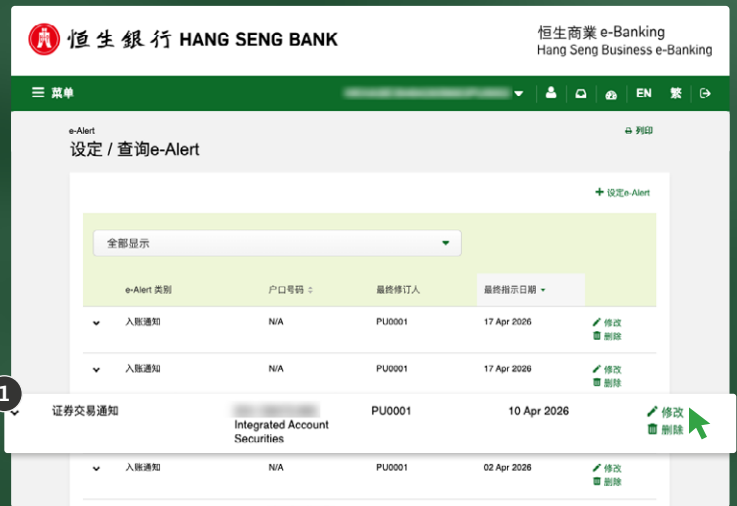 恒生銀行 HANG SENG BANK
恒生商業 e-Banking
Hang Seng Business e-Banking
菜单
EN 繁
e-Alert
设定 / 查询e-Alert
列印
设定e-Alert
全部显示
e-Alert 类别 户口号码 最终修订人 最终指示日期
入账通知 N/A PU0001 17 Apr 2026 修改
删除
入账通知 N/A PU0001 17 Apr 2026 修改
删除
1
证券交易通知 PU0001 10 Apr 2026 修改
Integrated Account
Securities
删除
入账通知 N/A PU0001 02 Apr 2026 修改
删除